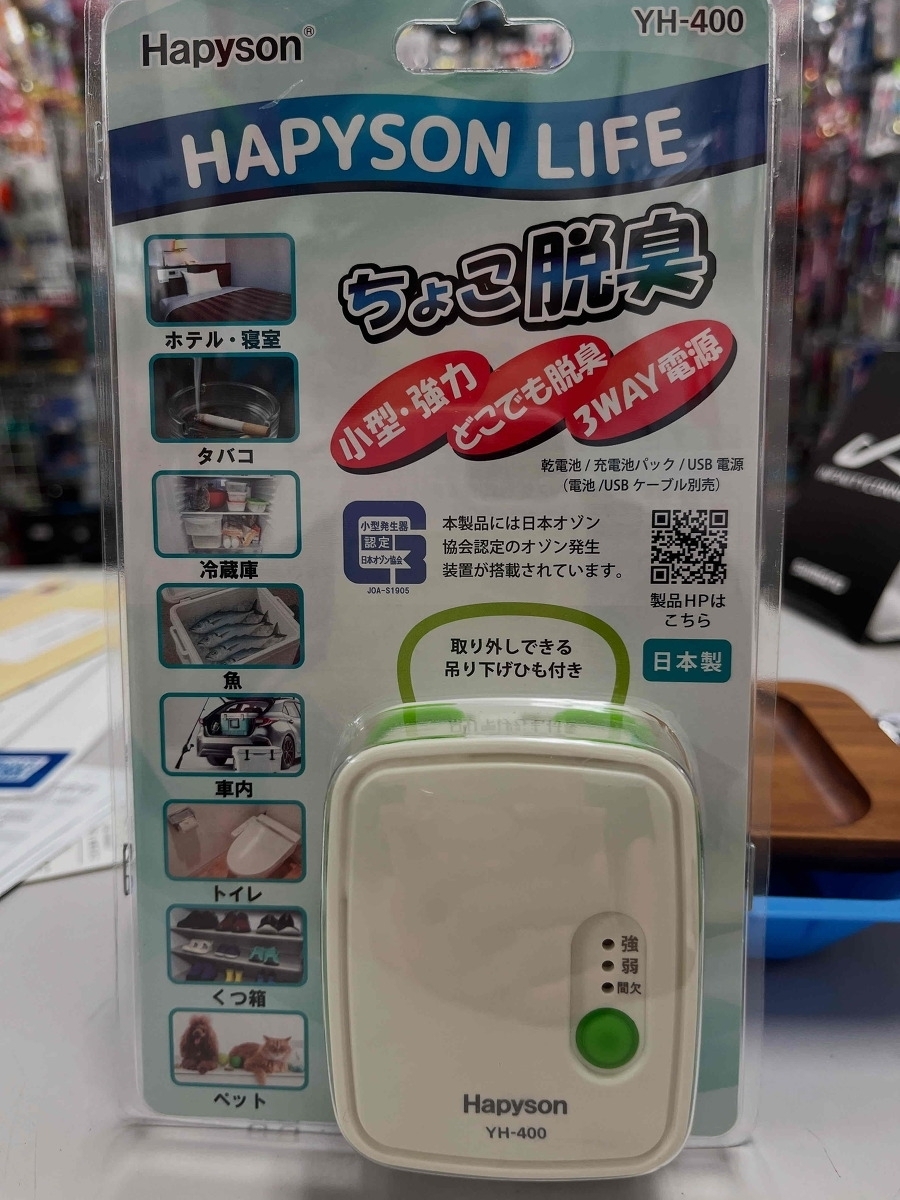 Hapyson®
YH-400
HAPYSON LIFE
ちょこ脱臭
小型・強力
どこでも脱臭
3WAY電源
乾電池 / 充電池パック / USB 電源
(電池 /USB ケーブル別売)
小型発生器
認定
日本オゾン協会
JOA-S1905
本製品には日本オゾン
協会認定のオゾン発生
装置が搭載されています。
製品HPは
こちら
取り外しできる
吊り下げひも付き
日本製
ホテル・寝室
タバコ
冷蔵庫
魚
車内
トイレ
くつ箱
ペット
強
弱
間欠
Hapyson
YH-400